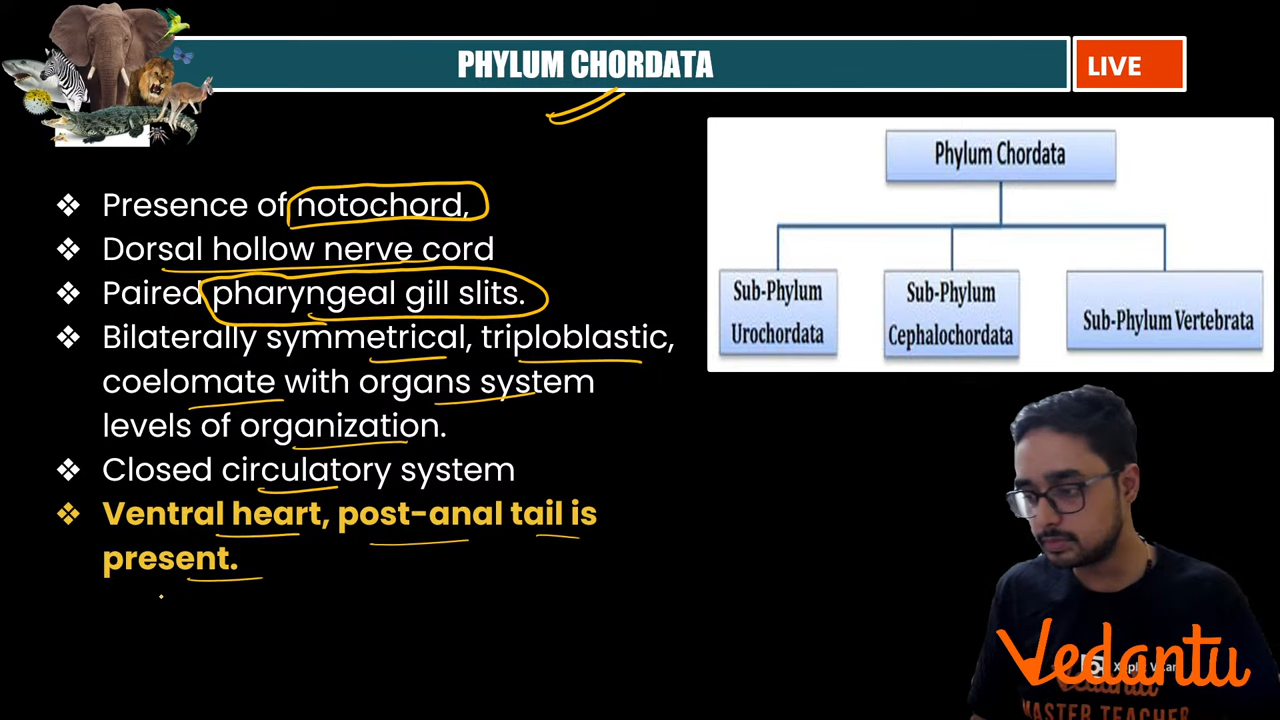 PHYLUM CHORDATA
LIVE
❖ Presence of notochord,
❖ Dorsal hollow nerve cord
❖ Paired pharyngeal gill slits.
❖ Bilaterally symmetrical, triploblastic,
coelomate with organs system
levels of organization.
❖ Closed circulatory system
❖ Ventral heart, post-anal tail is
present.
Phylum Chordata
Sub-Phylum
Urochordata
Sub-Phylum
Cephalochordata
Sub-Phylum Vertebrata
Vedantu
MASTER TEACHER